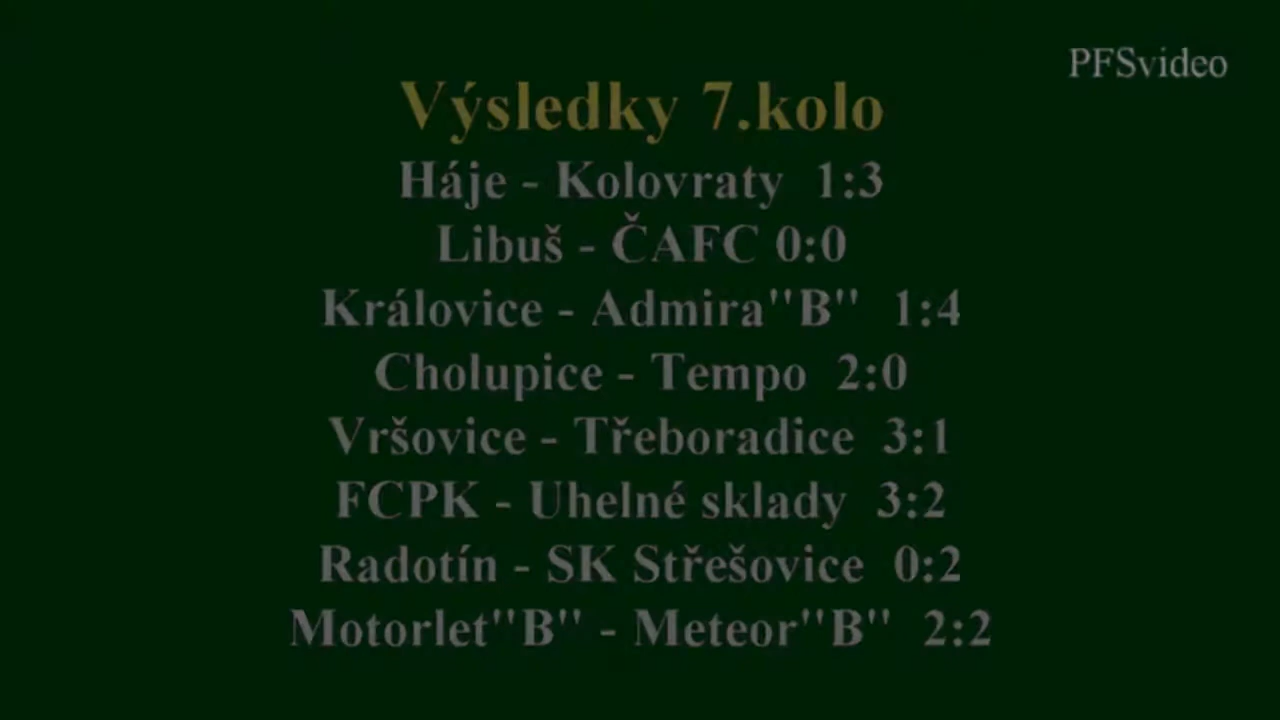 PFSvideo
Výsledky 7.kolo
Háje - Kolovraty 1:3
Libuš - ČAFC 0:0
Královice - Admira"B" 1:4
Cholupice - Tempo 2:0
Vršovice - Třeboradice 3:1
FCPK - Uhelné sklady 3:2
Radotín - SK Střešovice 0:2
Motorlet"B" - Meteor"B" 2:2